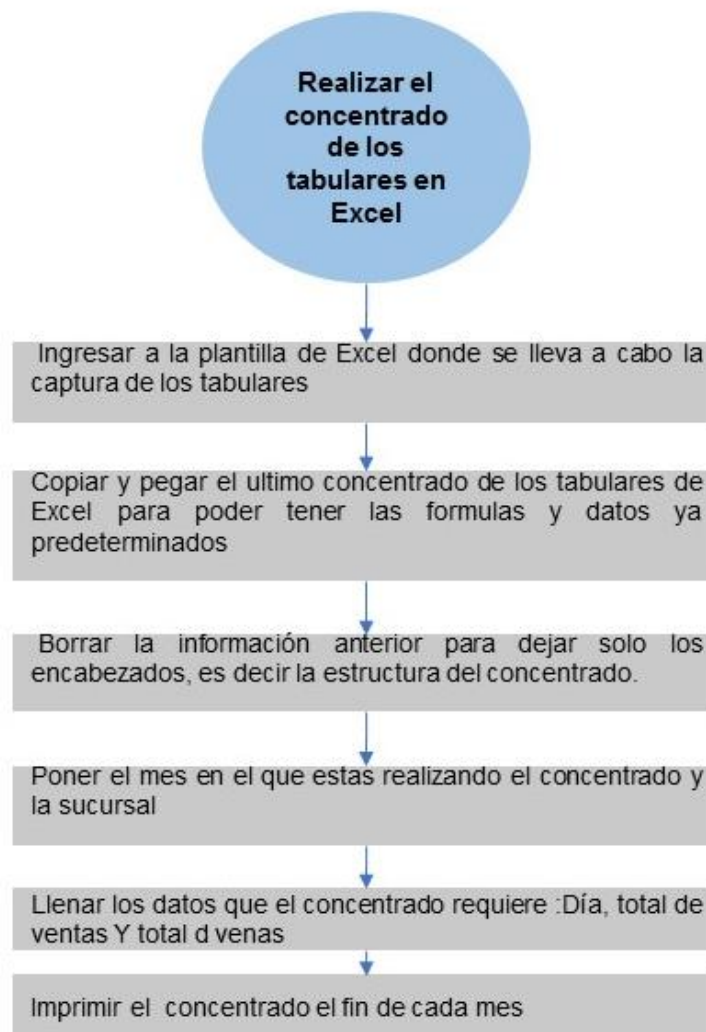 Realizar el
concentrado
de los
tabulares en
Excel
Ingresar a la plantilla de Excel donde se lleva a cabo la
captura de los tabulares
Copiar y pegar el ultimo concentrado de los tabulares de
Excel para poder tener las formulas y datos ya
predeterminados
Borrar la información anterior para dejar solo los
encabezados, es decir la estructura del concentrado.
Poner el mes en el que estas realizando el concentrado y
la sucursal
Llenar los datos que el concentrado requiere :Día, total de
ventas Y total d venas
Imprimir el concentrado el fin de cada mes